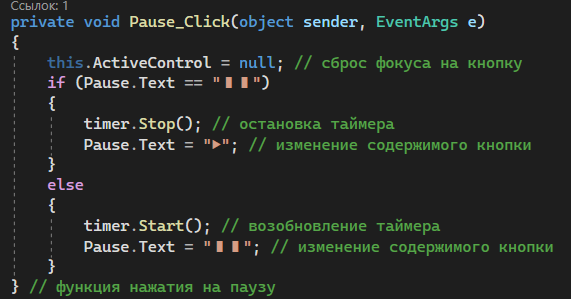 Ссылок: 1
private void Pause_Click(object sender, EventArgs e)
{
    this.ActiveControl = null; // сброс фокуса на кнопку
    if (Pause.Text == "▮▮")
    {
        timer.Stop(); // остановка таймера
        Pause.Text = "▶"; // изменение содержимого кнопки
    }
    else
    {
        timer.Start(); // возобновление таймера
        Pause.Text = "▮▮"; // изменение содержимого кнопки
    }
} // функция нажатия на паузу